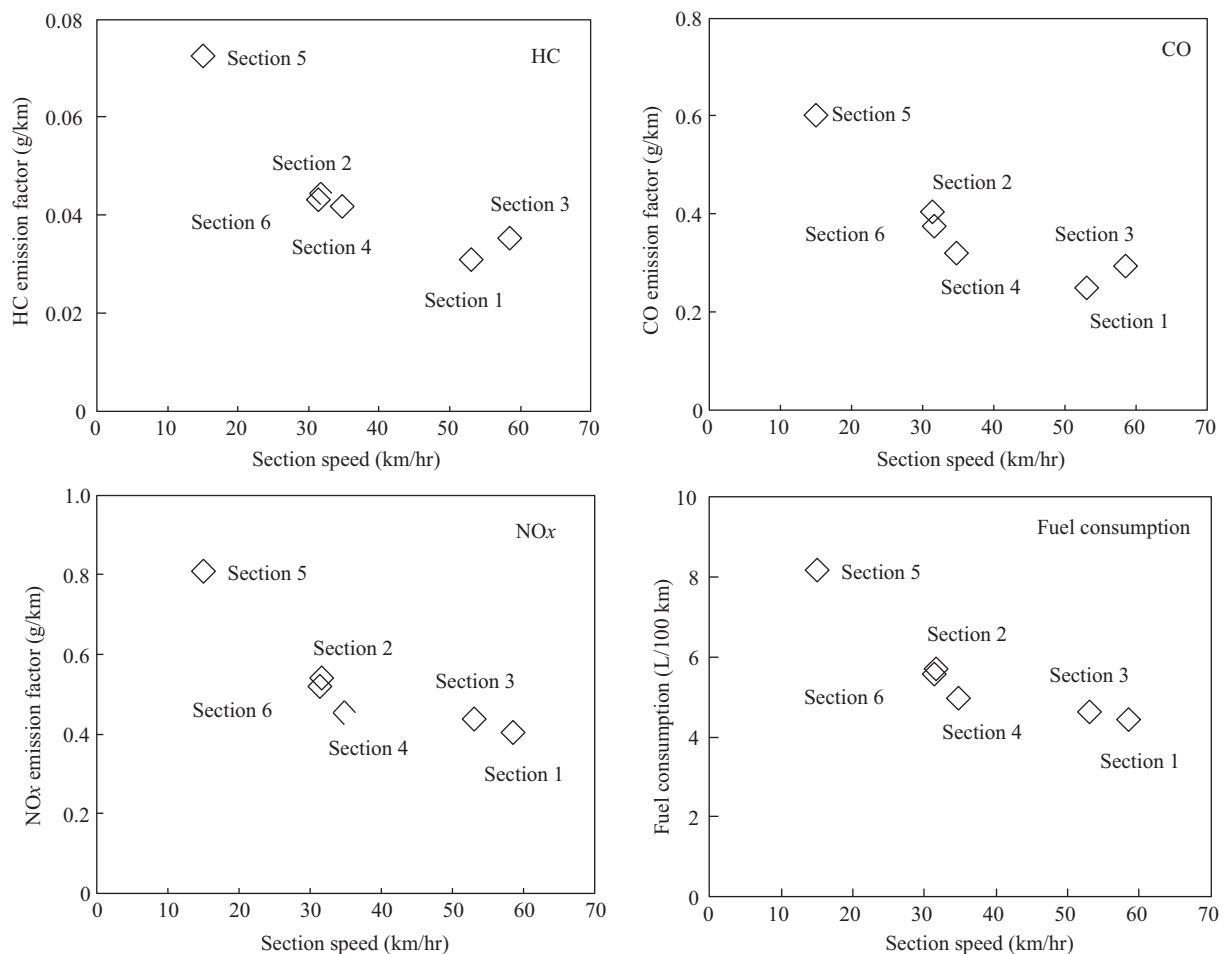 HC
HC emission factor (g/km)
0.08
0.06
0.04
0.02
0
Section 5
Section 2
Section 6
Section 4
Section 3
Section 1
0 10 20 30 40 50 60 70
Section speed (km/hr)
CO
CO emission factor (g/km)
0.8
0.6
0.4
0.2
0
Section 5
Section 2
Section 6
Section 4
Section 3
Section 1
0 10 20 30 40 50 60 70
Section speed (km/hr)
NOx
NOx emission factor (g/km)
1.0
0.8
0.6
0.4
0.2
0
Section 5
Section 2
Section 6
Section 4
Section 3
Section 1
0 10 20 30 40 50 60 70
Section speed (km/hr)
Fuel consumption
Fuel consumption (L/100 km)
10
8
6
4
2
0
Section 5
Section 2
Section 6
Section 4
Section 3
Section 1
0 10 20 30 40 50 60 70
Section speed (km/hr)